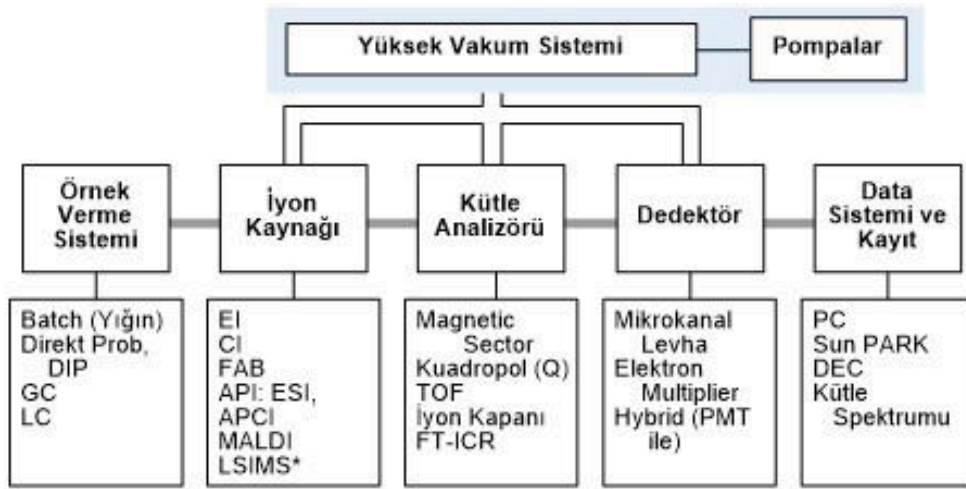 Yüksek Vakum Sistemi
Pompalar
Örnek
Verme
Sistemi
İyon
Kaynağı
Kütle
Analizörü
Dedektör
Data
Sistemi ve
Kayıt
Batch (Yığın)
Direkt Prob,
DIP
GC
LC
EI
CI
FAB
API: ESI,
APCI
MALDI
LSIMS*
Magnetic
Sector
Kuadropol (Q)
TOF
İyon Kapanı
FT-ICR
Mikrokanal
Levha
Elektron
Multiplier
Hybrid (PMT
ile)
PC
Sun PARK
DEC
Kütle
Spektrumu